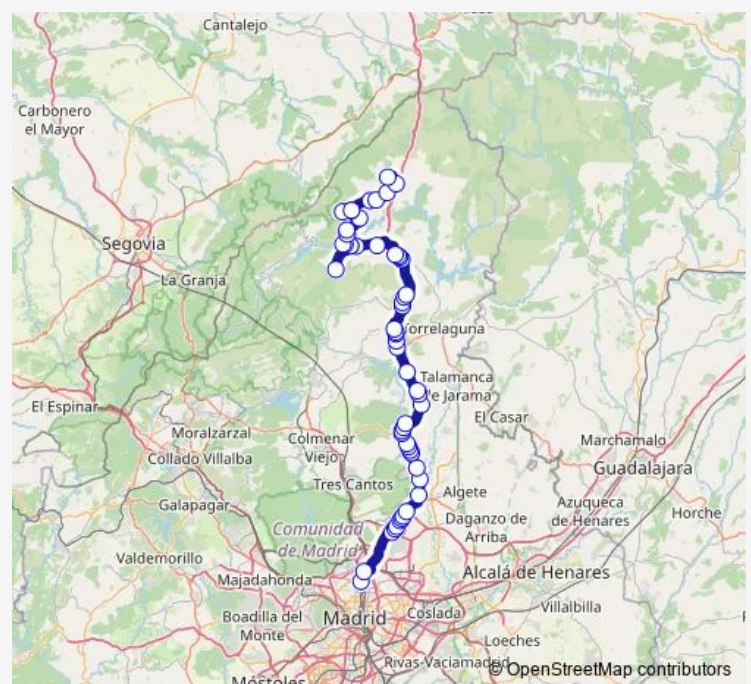 Cantalejo
Carbonero
el Mayor
Segovia
La Granja
Torrelaguna
Talamanca
de Jarama
El Espinar
El Casar
Moralzarzal
Colmenar
Viejo
Marchamalo
Collado Villalba
Guadalajara
Tres Cantos
Algete
Azuqueca
de Henares
Galapagar
Horche
Daganzo de
Arriba
Comunidad
de Madrid
Valdemorillo
Majadahonda
Alcalá de Henares
Boadilla del
Monte
Madrid
Coslada
Villalbilla
Loeches
Rivas-Vaciamadrid
Móstoles
© OpenStreetMap contributors